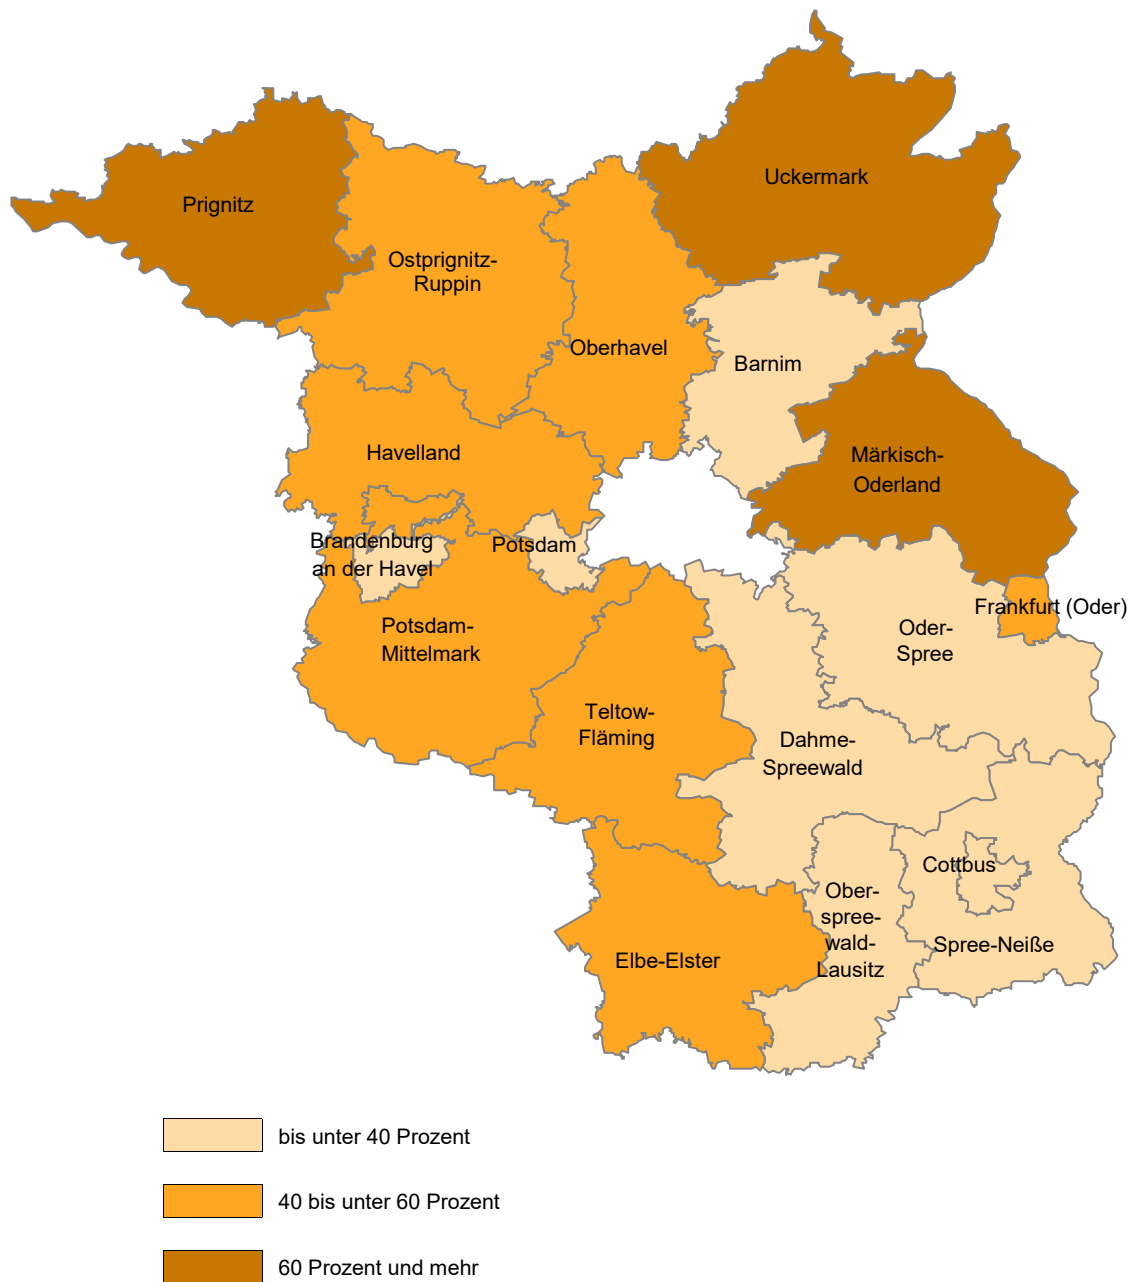 Uckermark
Prignitz
Ostprignitz-
Ruppin
Oberhavel
Barnim
Havelland
Märkisch-
Oderland
Brandenburg
an der Havel
Potsdam
Frankfurt (Oder)
Potsdam-
Mittelmark
Oder-
Spree
Teltow-
Fläming
Dahme-
Spreewald
Cottbus
Ober-
spree-
wald-
Lausitz
Spree-Neiße
Elbe-Elster
bis unter 40 Prozent
40 bis unter 60 Prozent
60 Prozent und mehr